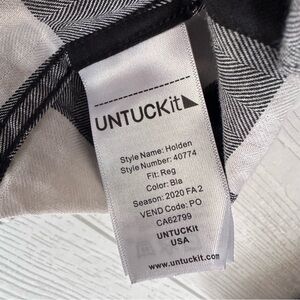 UNTUCKit
Style Name: Holden
Style Number: 40774
Fit: Reg
Color: Bla
Season: 2020 FA 2
VEND Code: PO
CA62799
UNTUCKit
USA
www.untuckit.com